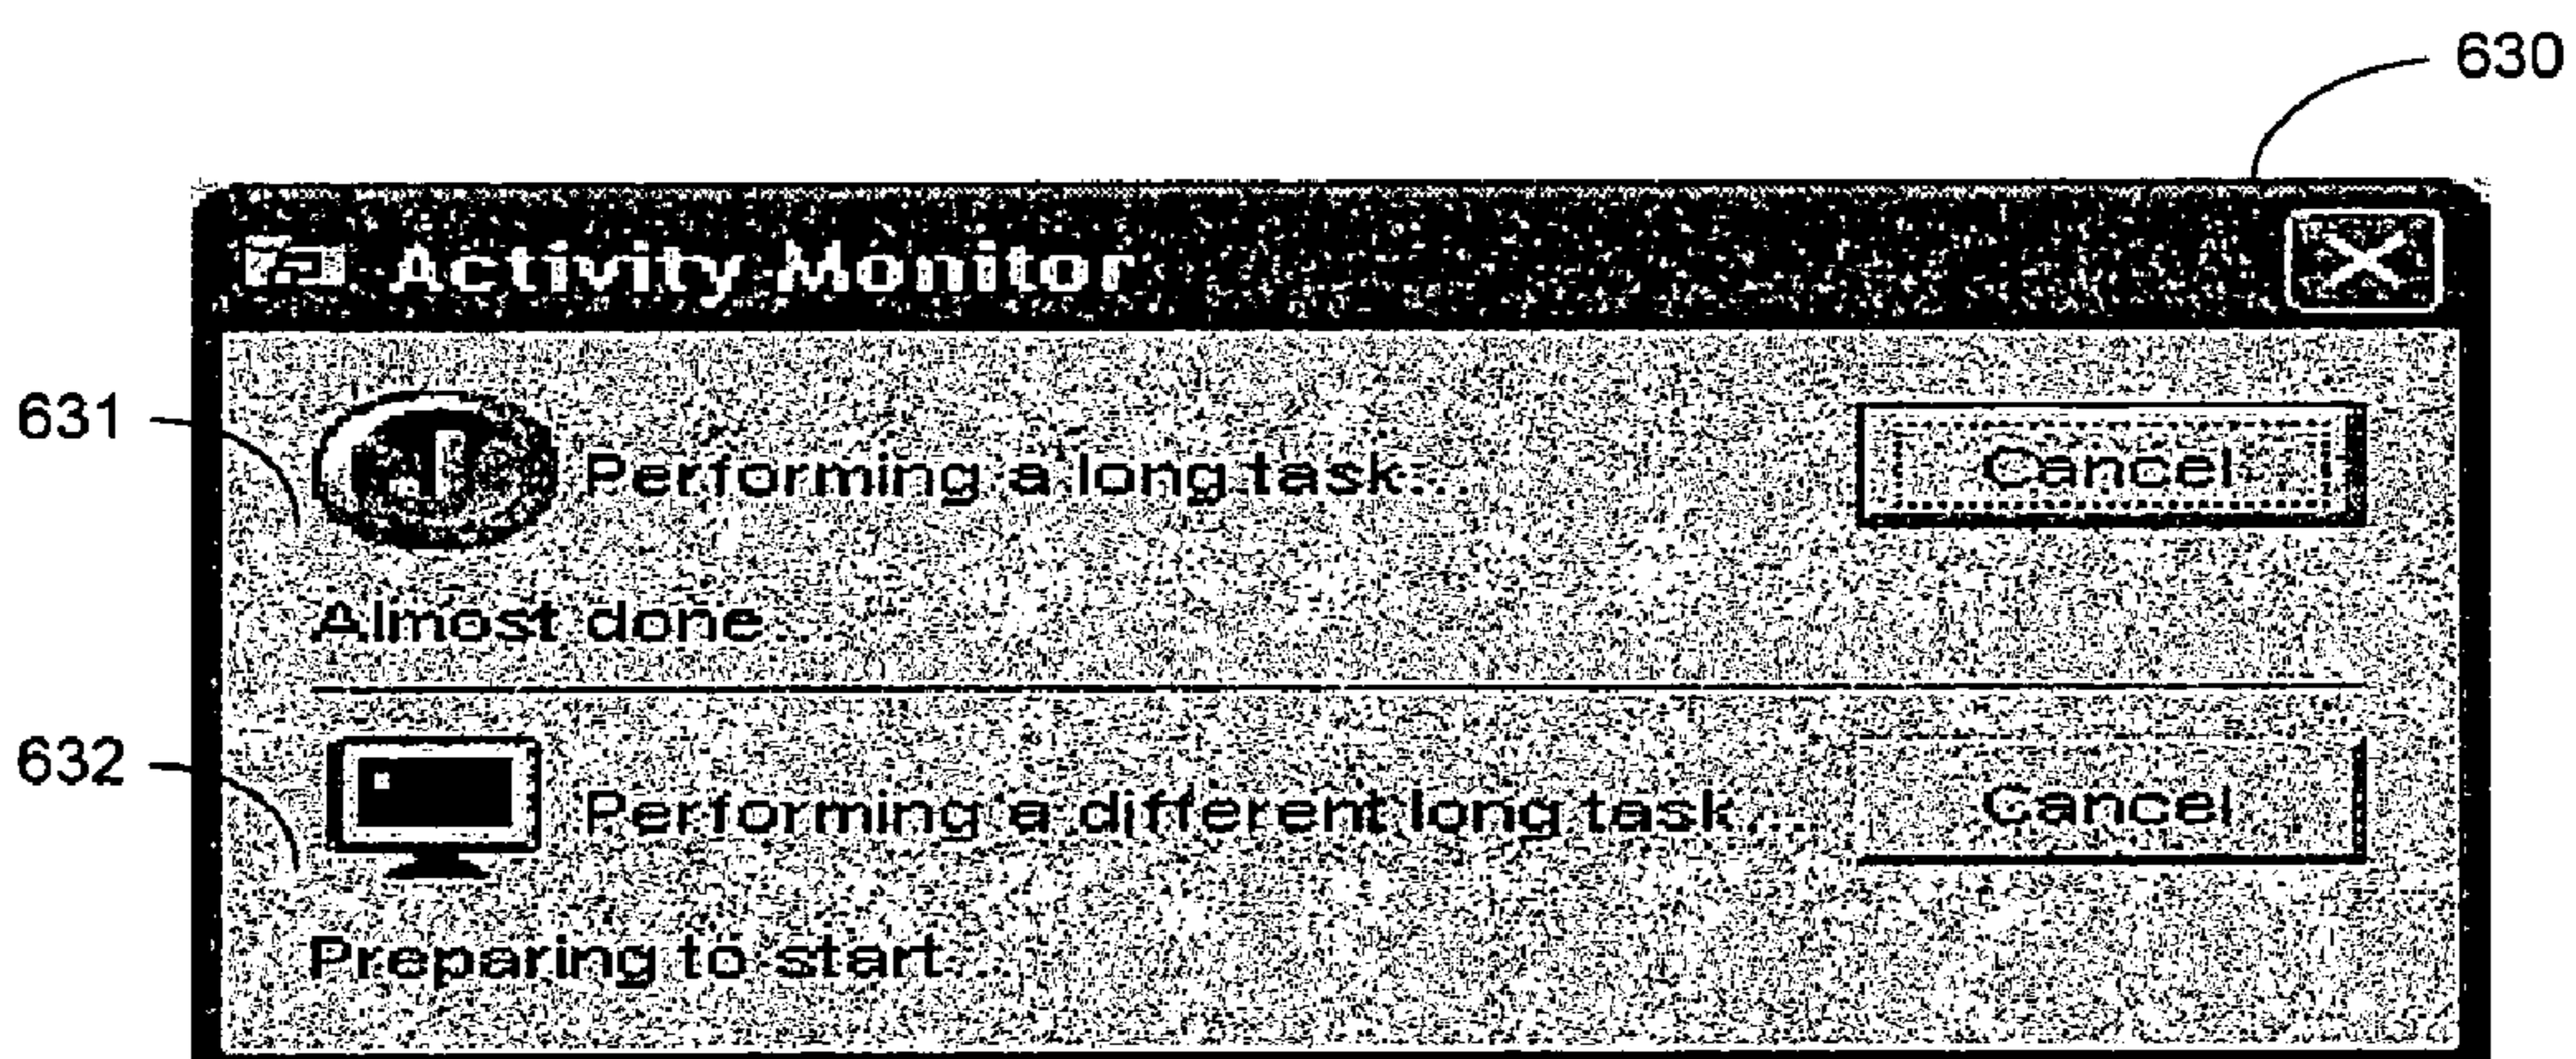 630
Activity Monitor
631
Performing a long task...
Cancel
Almost done...
632
Performing a different long task...
Cancel
Preparing to start...